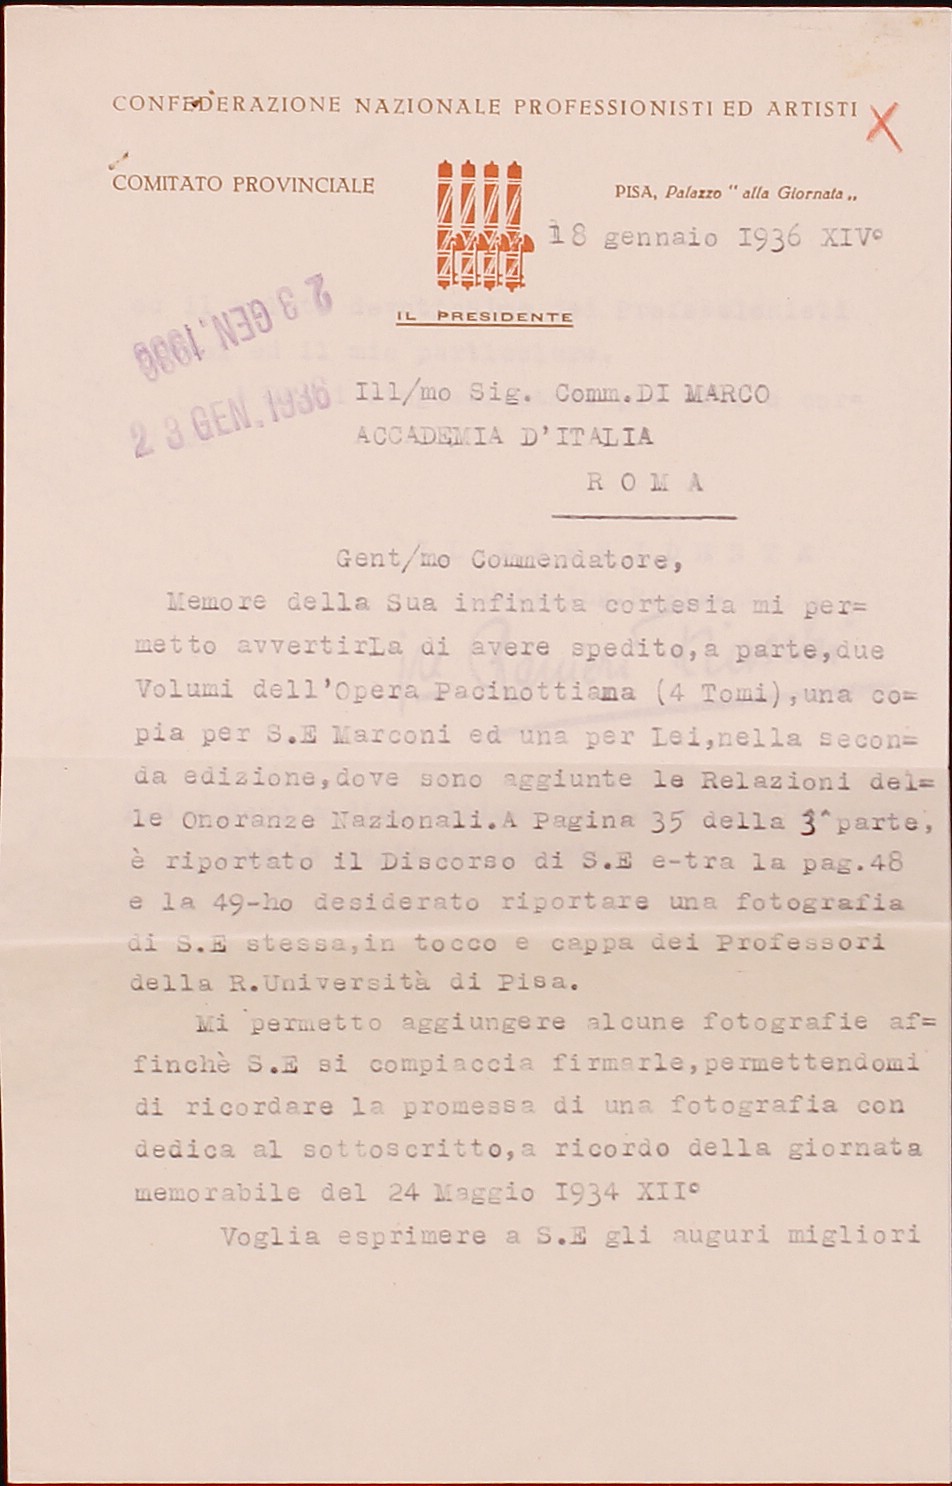 CONFEDERAZIONE NAZIONALE PROFESSIONISTI ED ARTISTI
COMITATO PROVINCIALE
PISA, Palazzo "alla Giornata„
18 gennaio 1936 XIV°
IL PRESIDENTE
23 GEN. 1936
23 GEN. 1936
Ill/mo Sig. Comm.DI MARCO
ACCADEMIA D'ITALIA
R O M A
Gent/mo Commendatore,
Memore della Sua infinita cortesia mi per=
metto avvertirLa di avere spedito,a parte,due
Volumi dell'Opera Pacinottiana (4 Tomi),una co=
pia per S.E Marconi ed una per Lei,nella secon=
da edizione,dove sono aggiunte le Relazioni del=
le Onoranze Nazionali.A Pagina 35 della 3^parte,
è riportato il Discorso di S.E e-tra la pag.48
e la 49-ho desiderato riportare una fotografia
di S.E stessa,in tocco e cappa dei Professori
della R.Università di Pisa.
Mi permetto aggiungere alcune fotografie af=
finchè S.E si compiaccia firmarle,permettendomi
di ricordare la promessa di una fotografia con
dedica al sottoscritto,a ricordo della giornata
memorabile del 24 Maggio 1934 XII°
Voglia esprimere a S.E gli auguri migliori